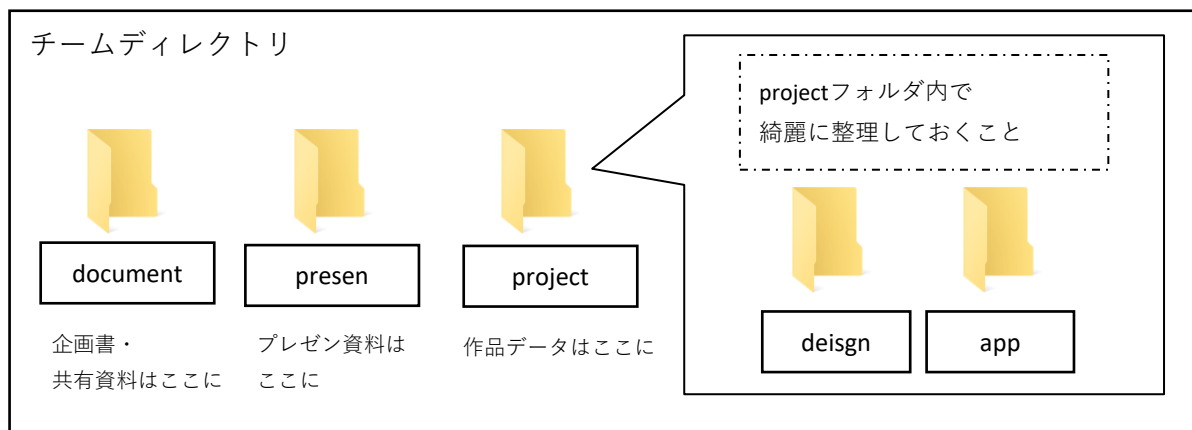 チームディレクトリ
projectフォルダ内で
綺麗に整理しておくこと
document
presen
project
企画書・
共有資料はここに
プレゼン資料は
ここに
作品データはここに
deisgn
app